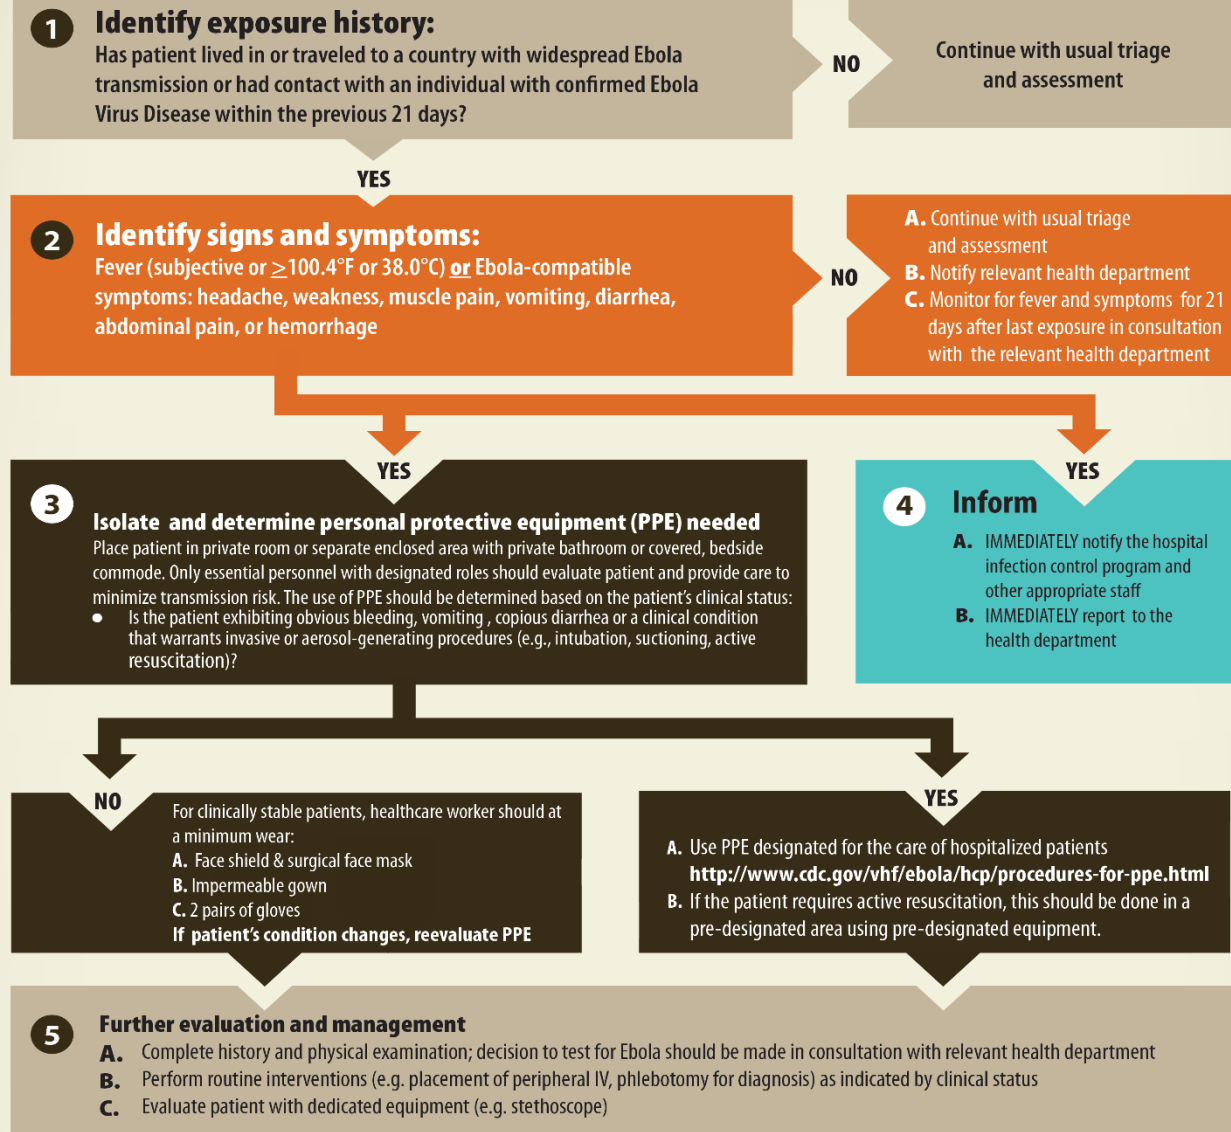 1
Identify exposure history:
Has patient lived in or traveled to a country with widespread Ebola
transmission or had contact with an individual with confirmed Ebola
Virus Disease within the previous 21 days?
NO
Continue with usual triage
and assessment
YES
2
Identify signs and symptoms:
Fever (subjective or ≥100.4°F or 38.0°C) or Ebola-compatible
symptoms: headache, weakness, muscle pain, vomiting, diarrhea,
abdominal pain, or hemorrhage
NO
A. Continue with usual triage
and assessment
B. Notify relevant health department
C. Monitor for fever and symptoms for 21
days after last exposure in consultation
with the relevant health department
YES
3
Isolate and determine personal protective equipment (PPE) needed
Place patient in private room or separate enclosed area with private bathroom or covered, bedside
commode. Only essential personnel with designated roles should evaluate patient and provide care to
minimize transmission risk. The use of PPE should be determined based on the patient's clinical status:
• Is the patient exhibiting obvious bleeding, vomiting , copious diarrhea or a clinical condition
that warrants invasive or aerosol-generating procedures (e.g., intubation, suctioning, active
resuscitation)?
YES
4
Inform
A. IMMEDIATELY notify the hospital
infection control program and
other appropriate staff
B. IMMEDIATELY report to the
health department
NO
For clinically stable patients, healthcare worker should at
a minimum wear:
A. Face shield & surgical face mask
B. Impermeable gown
C. 2 pairs of gloves
If patient's condition changes, reevaluate PPE
YES
A. Use PPE designated for the care of hospitalized patients
http://www.cdc.gov/vhf/ebola/hcp/procedures-for-ppe.html
B. If the patient requires active resuscitation, this should be done in a
pre-designated area using pre-designated equipment.
5
Further evaluation and management
A. Complete history and physical examination; decision to test for Ebola should be made in consultation with relevant health department
B. Perform routine interventions (e.g. placement of peripheral IV, phlebotomy for diagnosis) as indicated by clinical status
C. Evaluate patient with dedicated equipment (e.g. stethoscope)